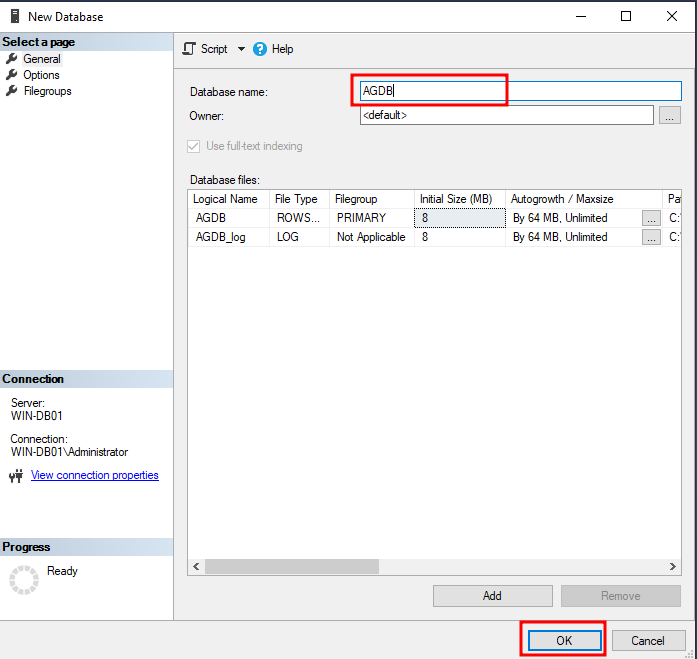 New Database
Select a page
General
Options
Filegroups
Script Help
Database name: AGDB
Owner: <default> ...
Use full-text indexing
Database files:
Logical Name File Type Filegroup Initial Size (MB) Autogrowth / Maxsize Pa
AGDB ROWS... PRIMARY 8 By 64 MB, Unlimited ... C:\
AGDB_log LOG Not Applicable 8 By 64 MB, Unlimited ... C:\
Connection
Server:
WIN-DB01
Connection:
WIN-DB01\Administrator
View connection properties
Progress
Ready
Add Remove
OK Cancel